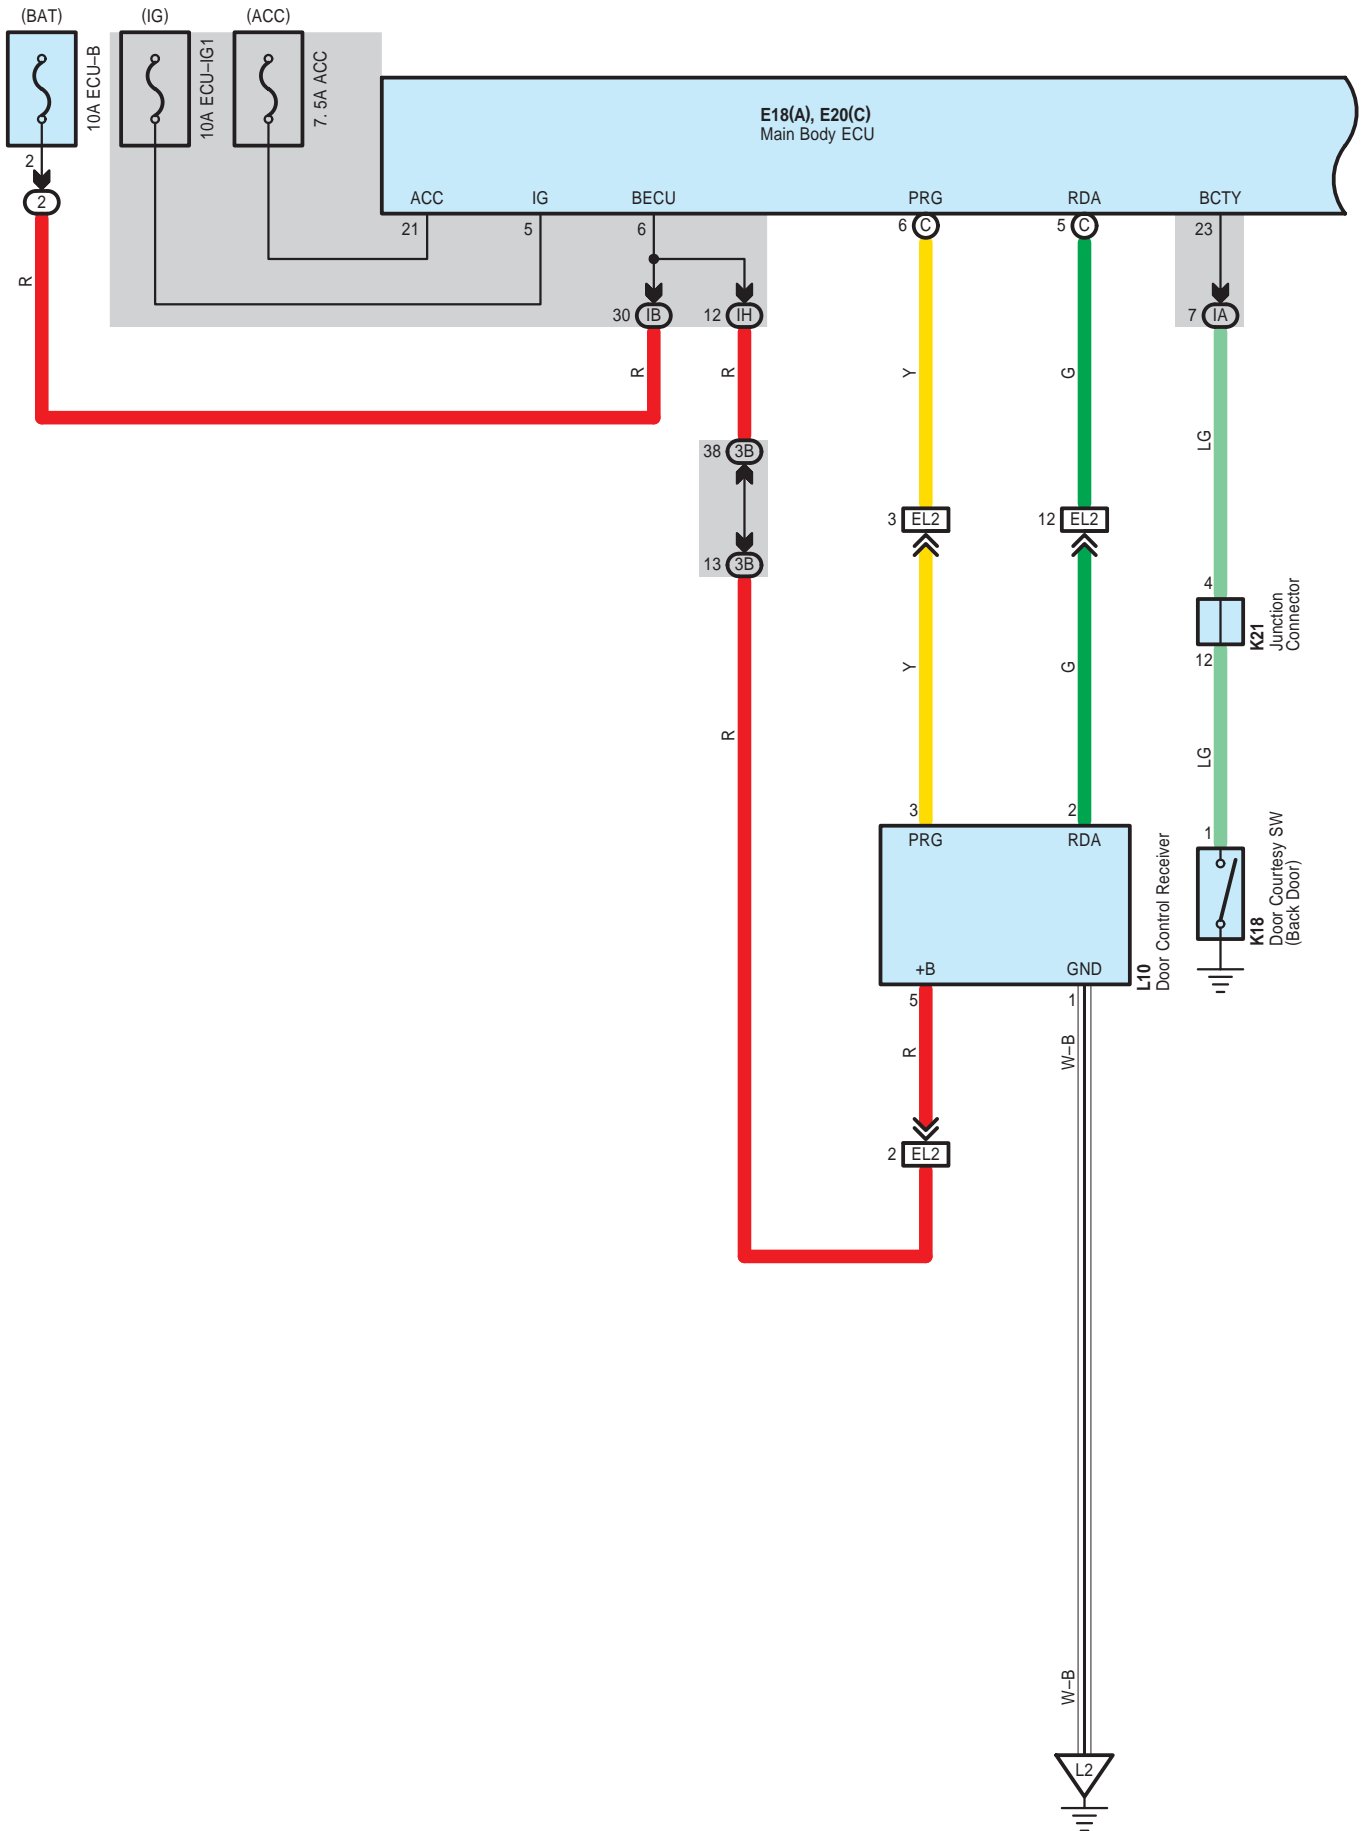 (BAT)
(IG)
(ACC)
10A ECU–B
10A ECU–IG1
7. 5A ACC
E18(A), E20(C)
Main Body ECU
2
2
ACC
IG
BECU
PRG
RDA
BCTY
21
5
6
6 C
5 C
23
R
30 IB
12 IH
7 IA
R
R
Y
G
LG
38 3B
3 EL2
12 EL2
13 3B
4
K21
Junction
Connector
12
Y
G
R
LG
3
2
1
PRG
RDA
L10
Door Control Receiver
K18
Door Courtesy SW
(Back Door)
+B
GND
5
1
R
W–B
2 EL2
W–B
L2